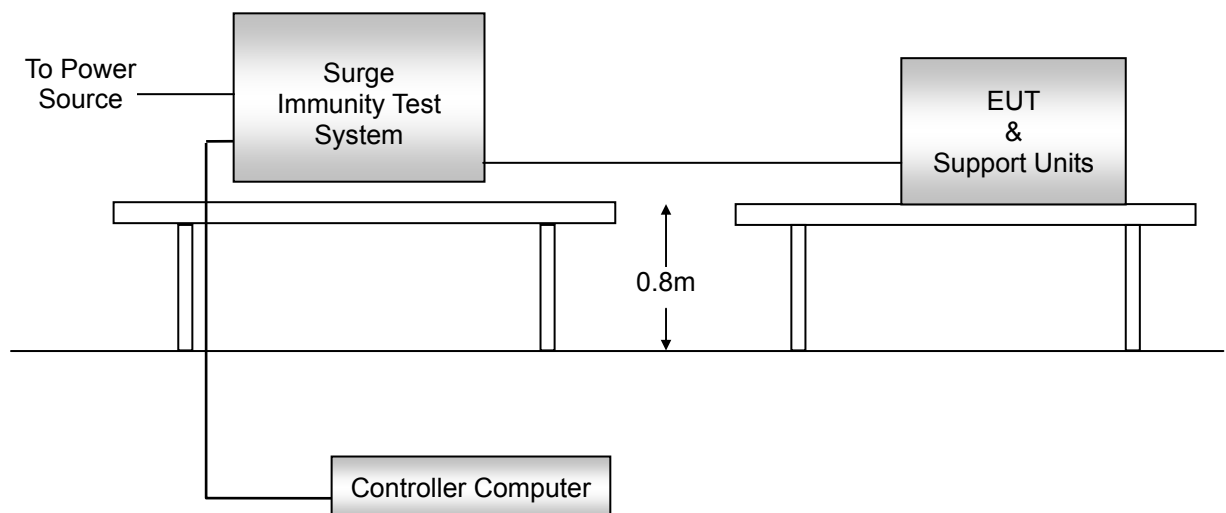 To Power
Source
Surge
Immunity Test
System
EUT
&
Support Units
0.8m
Controller Computer